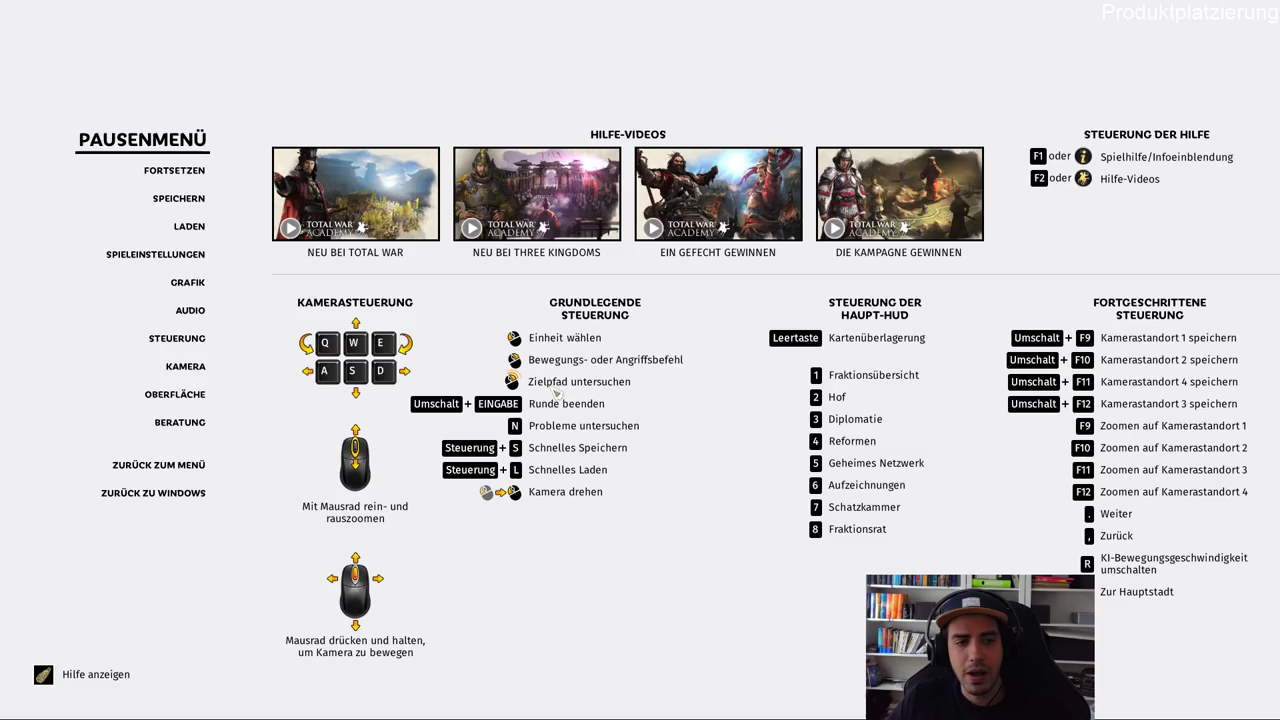 Produktplatzierung
PAUSENMENÜ
FORTSETZEN
SPEICHERN
LADEN
SPIELEINSTELLUNGEN
GRAFIK
AUDIO
STEUERUNG
KAMERA
OBERFLÄCHE
BERATUNG
ZURÜCK ZUM MENÜ
ZURÜCK ZU WINDOWS
Hilfe anzeigen
HILFE-VIDEOS
TOTAL WAR
ACADEMY
NEU BEI TOTAL WAR
TOTAL WAR
ACADEMY
NEU BEI THREE KINGDOMS
TOTAL WAR
ACADEMY
EIN GEFECHT GEWINNEN
TOTAL WAR
ACADEMY
DIE KAMPAGNE GEWINNEN
STEUERUNG DER HILFE
F1 oder Spielhilfe/Infoeinblendung
F2 oder Hilfe-Videos
KAMERASTEUERUNG
Q W E
A S D
Mit Mausrad rein- und
rauszoomen
Mausrad drücken und halten,
um Kamera zu bewegen
GRUNDLEGENDE
STEUERUNG
Einheit wählen
Bewegungs- oder Angriffsbefehl
Zielpfad untersuchen
Umschalt + EINGABE Runde beenden
N Probleme untersuchen
Steuerung + S Schnelles Speichern
Steuerung + L Schnelles Laden
Kamera drehen
STEUERUNG DER
HAUPT-HUD
Leertaste Kartenüberlagerung
1 Fraktionsübersicht
2 Hof
3 Diplomatie
4 Reformen
5 Geheimes Netzwerk
6 Aufzeichnungen
7 Schatzkammer
8 Fraktionsrat
FORTGESCHRITTENE
STEUERUNG
Umschalt + F9 Kamerastandort 1 speichern
Umschalt + F10 Kamerastandort 2 speichern
Umschalt + F11 Kamerastandort 4 speichern
Umschalt + F12 Kamerastandort 3 speichern
F9 Zoomen auf Kamerastandort 1
F10 Zoomen auf Kamerastandort 2
F11 Zoomen auf Kamerastandort 3
F12 Zoomen auf Kamerastandort 4
. Weiter
, Zurück
R KI-Bewegungsgeschwindigkeit
umschalten
Zur Hauptstadt